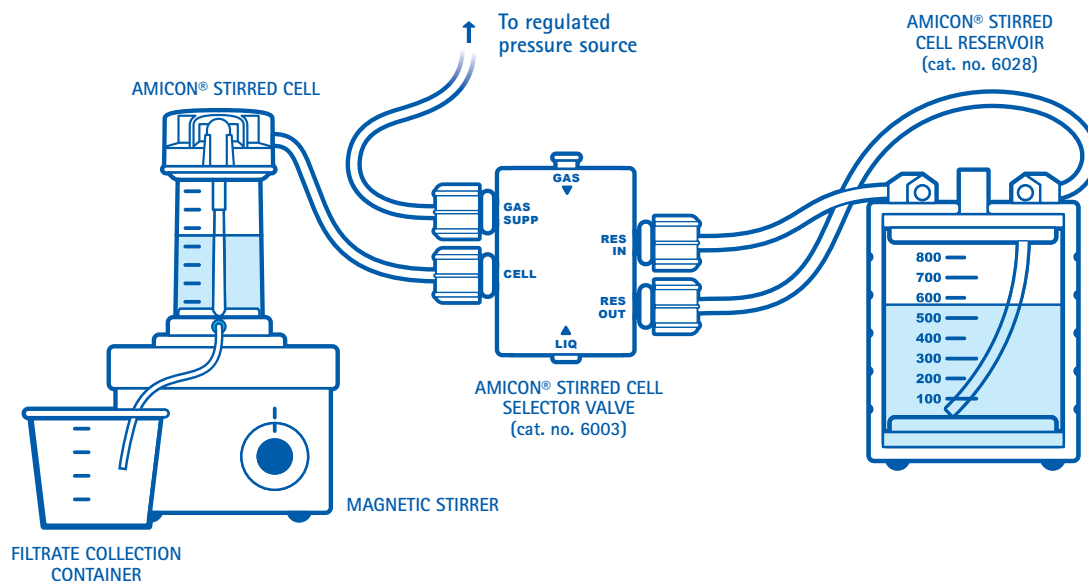 To regulated
pressure source
AMICON® STIRRED
CELL RESERVOIR
(cat. no. 6028)
AMICON® STIRRED CELL
GAS
GAS
SUPP
CELL
RES
IN
RES
OUT
LIQ
800
700
600
500
400
300
200
100
AMICON® STIRRED CELL
SELECTOR VALVE
(cat. no. 6003)
MAGNETIC STIRRER
FILTRATE COLLECTION
CONTAINER